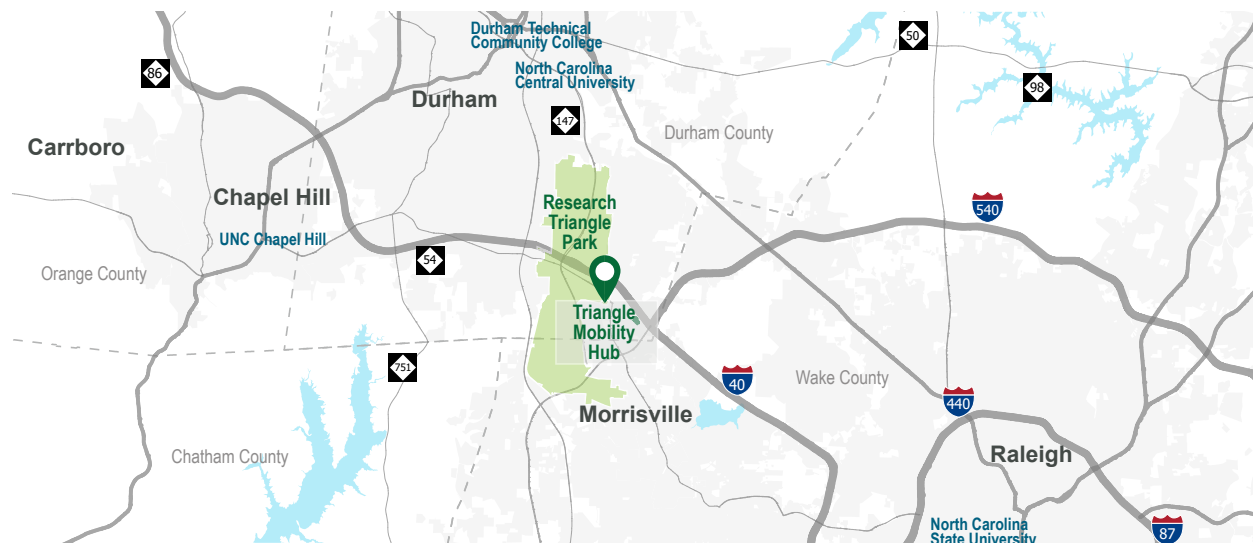 Durham Technical
Community College
50
North Carolina
Central University
86
98
Durham
147
Durham County
Carrboro
Chapel Hill
Research
Triangle
Park
540
UNC Chapel Hill
54
Orange County
Triangle
Mobility
Hub
751
40
Wake County
440
Morrisville
Chatham County
Raleigh
North Carolina
State University
87